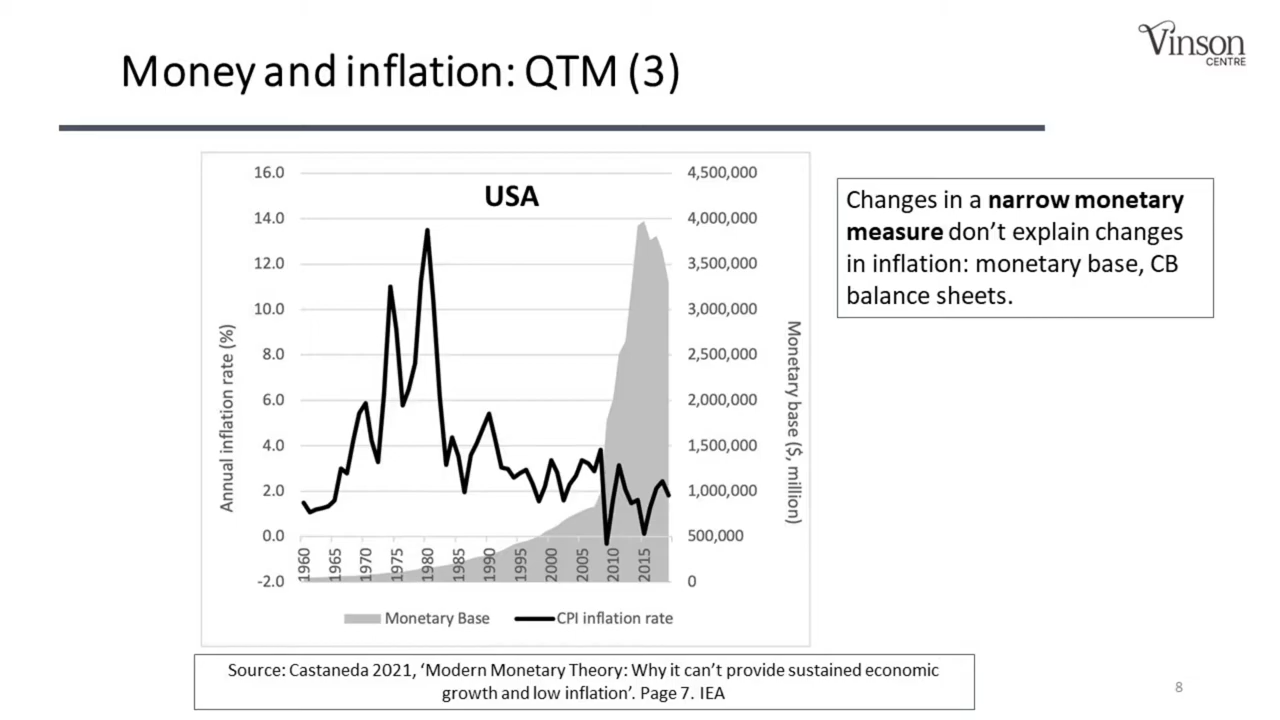 Vinson
CENTRE
Money and inflation: QTM (3)
USA
16.0
14.0
12.0
10.0
8.0
6.0
4.0
2.0
0.0
-2.0
Annual inflation rate (%)
4,500,000
4,000,000
3,500,000
3,000,000
2,500,000
2,000,000
1,500,000
1,000,000
500,000
0
Monetary base ($, million)
1960
1965
1970
1975
1980
1985
1990
1995
2000
2005
2010
2015
Monetary Base
CPI inflation rate
Changes in a narrow monetary
measure don’t explain changes
in inflation: monetary base, CB
balance sheets.
Source: Castaneda 2021, ‘Modern Monetary Theory: Why it can’t provide sustained economic
growth and low inflation’. Page 7. IEA
8